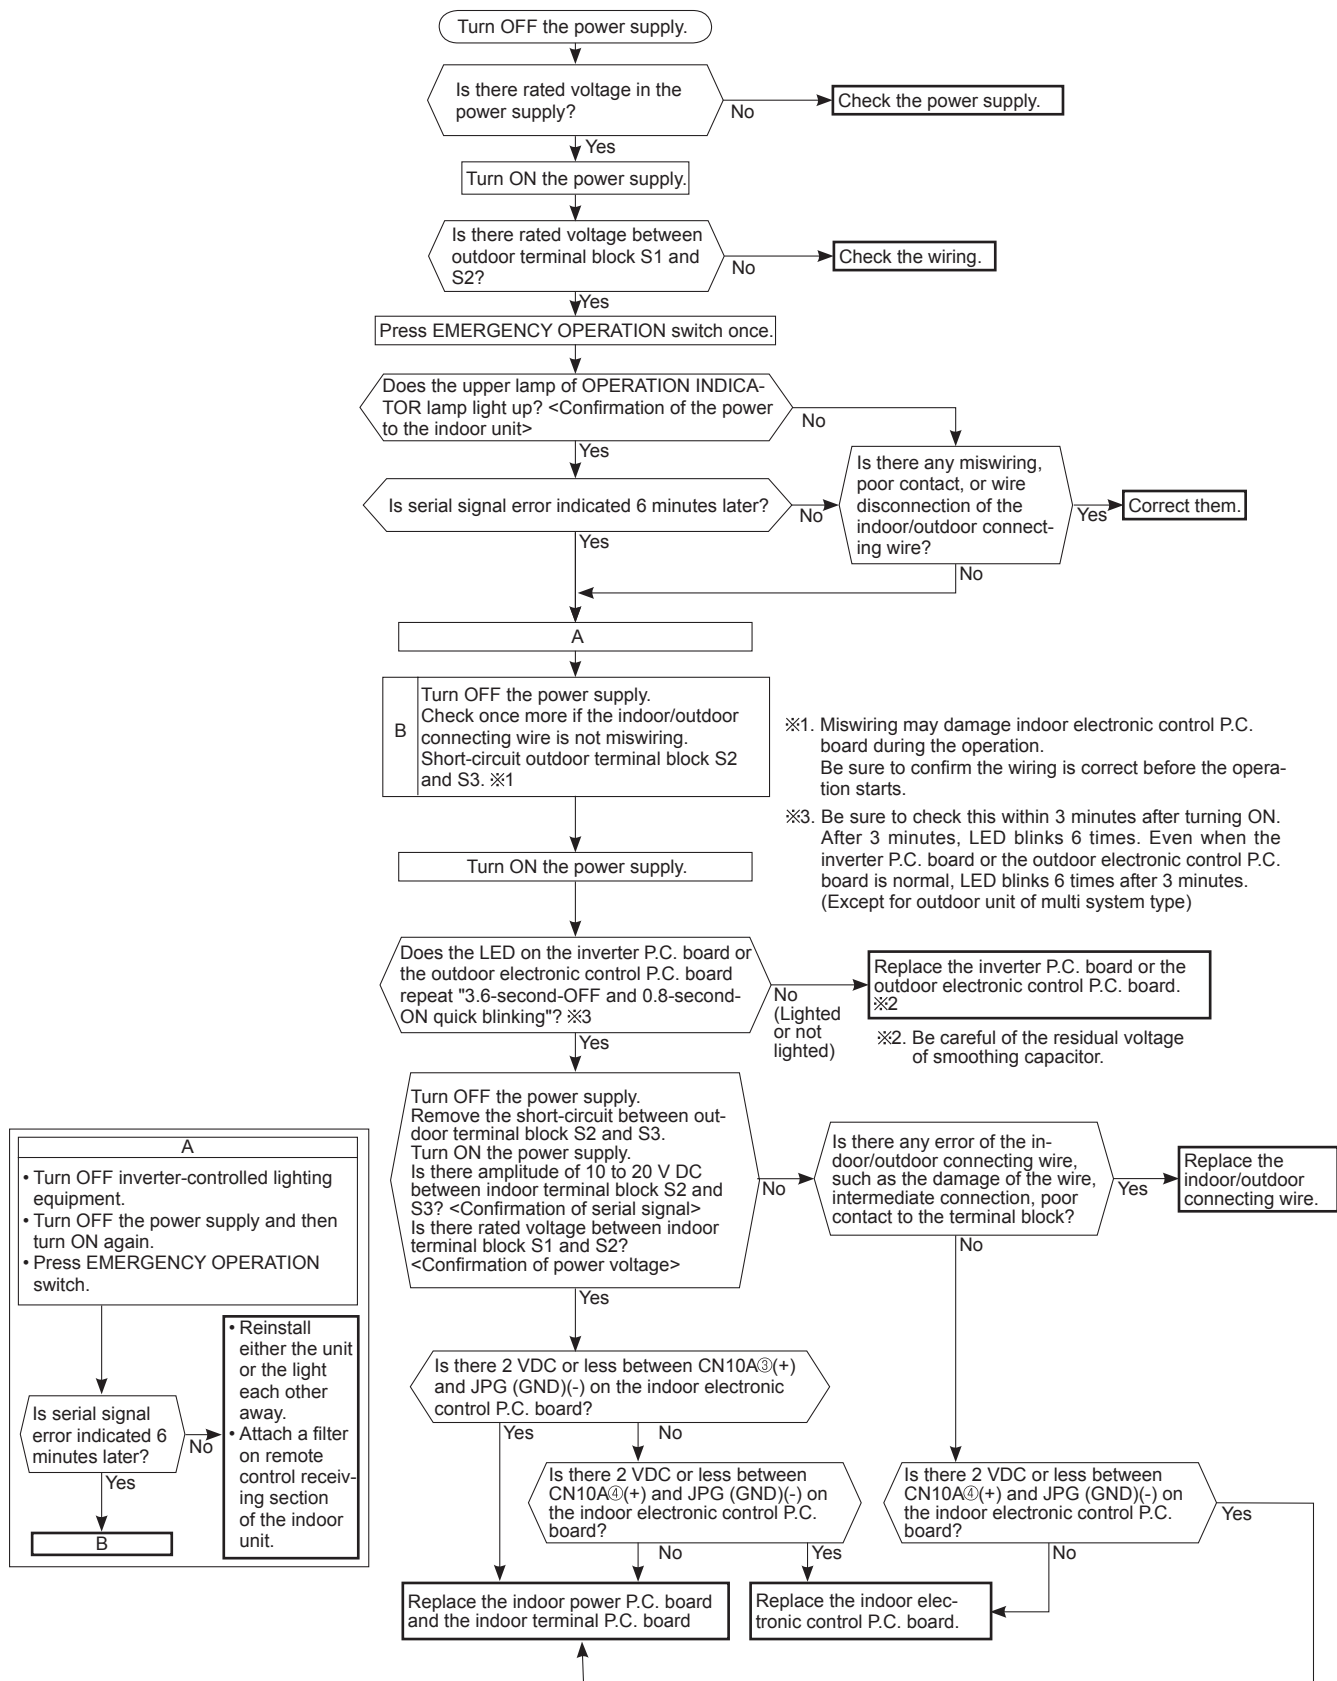 Turn OFF the power supply.
Is there rated voltage in the
power supply?
No
Check the power supply.
Yes
Turn ON the power supply.
Is there rated voltage between
outdoor terminal block S1 and
S2?
No
Check the wiring.
Yes
Press EMERGENCY OPERATION switch once.
Does the upper lamp of OPERATION INDICA-
TOR lamp light up? <Confirmation of the power
to the indoor unit>
No
Yes
Is serial signal error indicated 6 minutes later?
No
Yes
Is there any miswiring,
poor contact, or wire
disconnection of the
indoor/outdoor connect-
ing wire?
Yes
Correct them.
No
A
B
Turn OFF the power supply.
Check once more if the indoor/outdoor
connecting wire is not miswiring.
Short-circuit outdoor terminal block S2
and S3. ※1
※1. Miswiring may damage indoor electronic control P.C.
board during the operation.
Be sure to confirm the wiring is correct before the opera-
tion starts.
※3. Be sure to check this within 3 minutes after turning ON.
After 3 minutes, LED blinks 6 times. Even when the
inverter P.C. board or the outdoor electronic control P.C.
board is normal, LED blinks 6 times after 3 minutes.
(Except for outdoor unit of multi system type)
Turn ON the power supply.
Does the LED on the inverter P.C. board or
the outdoor electronic control P.C. board
repeat "3.6-second-OFF and 0.8-second-
ON quick blinking"? ※3
No
(Lighted
or not
lighted)
Replace the inverter P.C. board or the
outdoor electronic control P.C. board.
※2
※2. Be careful of the residual voltage
of smoothing capacitor.
Yes
Turn OFF the power supply.
Remove the short-circuit between out-
door terminal block S2 and S3.
Turn ON the power supply.
Is there amplitude of 10 to 20 V DC
between indoor terminal block S2 and
S3? <Confirmation of serial signal>
Is there rated voltage between indoor
terminal block S1 and S2?
<Confirmation of power voltage>
No
Is there any error of the in-
door/outdoor connecting wire,
such as the damage of the wire,
intermediate connection, poor
contact to the terminal block?
Yes
Replace the
indoor/outdoor
connecting wire.
No
Yes
A
• Turn OFF inverter-controlled lighting
equipment.
• Turn OFF the power supply and then
turn ON again.
• Press EMERGENCY OPERATION
switch.
Is serial signal
error indicated 6
minutes later?
No
• Reinstall
either the unit
or the light
each other
away.
• Attach a filter
on remote
control receiv-
ing section
of the indoor
unit.
Yes
B
Is there 2 VDC or less between CN10A③(+)
and JPG (GND)(-) on the indoor electronic
control P.C. board?
Yes
No
Is there 2 VDC or less between
CN10A④(+) and JPG (GND)(-) on
the indoor electronic control P.C.
board?
No
Yes
Is there 2 VDC or less between
CN10A④(+) and JPG (GND)(-) on
the indoor electronic control P.C.
board?
Yes
No
Replace the indoor power P.C. board
and the indoor terminal P.C. board
Replace the indoor elec-
tronic control P.C. board.